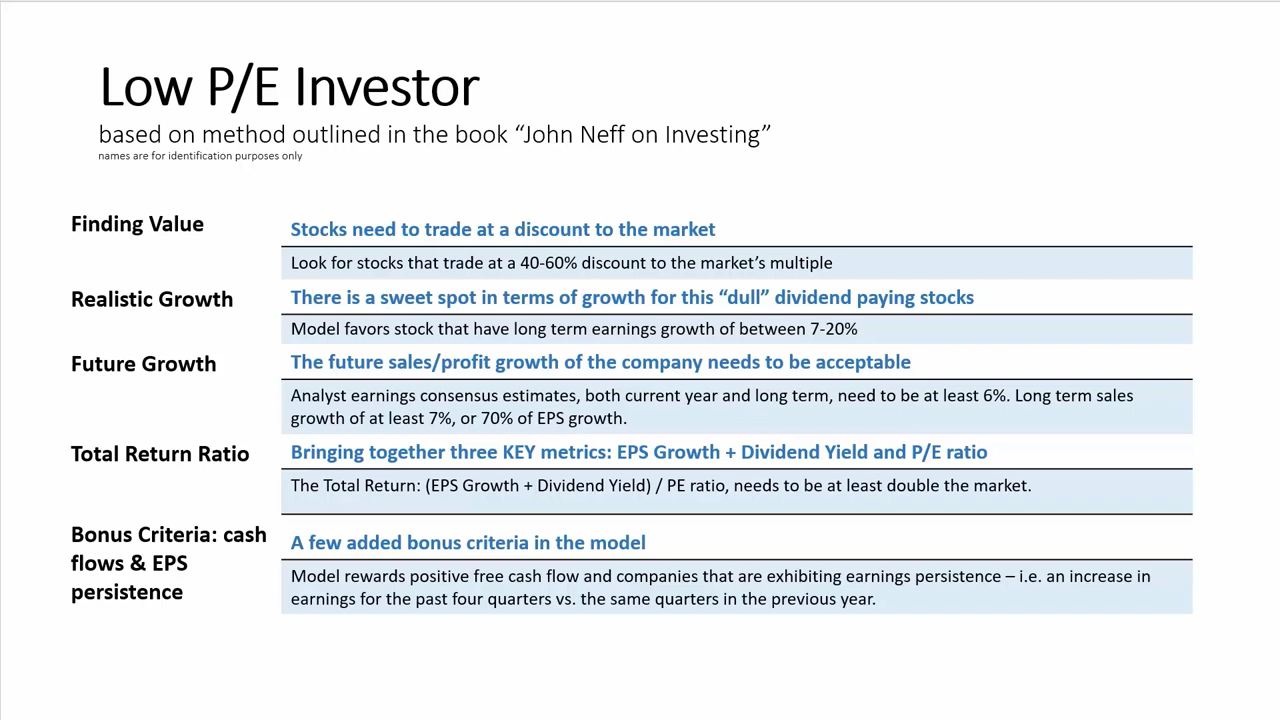 Low P/E Investor
based on method outlined in the book “John Neff on Investing”
names are for identification purposes only
Finding Value
Stocks need to trade at a discount to the market
Look for stocks that trade at a 40-60% discount to the market’s multiple
Realistic Growth
There is a sweet spot in terms of growth for this “dull” dividend paying stocks
Model favors stock that have long term earnings growth of between 7-20%
Future Growth
The future sales/profit growth of the company needs to be acceptable
Analyst earnings consensus estimates, both current year and long term, need to be at least 6%. Long term sales
growth of at least 7%, or 70% of EPS growth.
Total Return Ratio
Bringing together three KEY metrics: EPS Growth + Dividend Yield and P/E ratio
The Total Return: (EPS Growth + Dividend Yield) / PE ratio, needs to be at least double the market.
Bonus Criteria: cash
flows & EPS
persistence
A few added bonus criteria in the model
Model rewards positive free cash flow and companies that are exhibiting earnings persistence – i.e. an increase in
earnings for the past four quarters vs. the same quarters in the previous year.